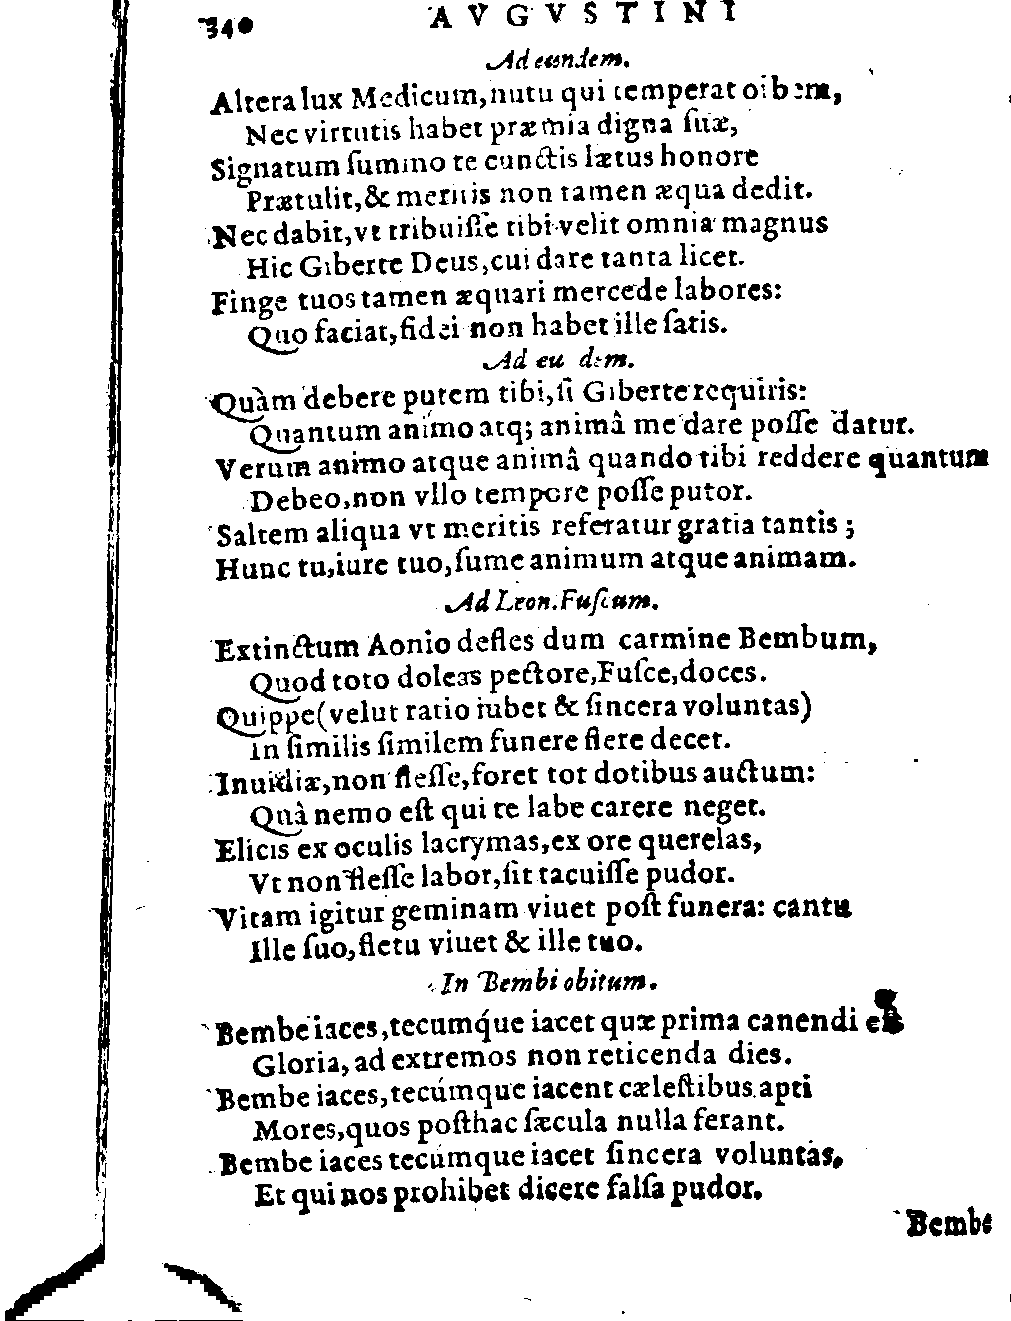 340 AVGVSTINI
Ad eundem.
Altera lux Medicum, nutu qui temperat orbem,
Nec virtutis habet præmia digna ſuæ,
Signatum ſummo te cunctis lætus honore
Prætulit, & meritis non tamen æqua dedit.
Nec dabit, vt tribuiſſe tibi velit omnia magnus
Hic Giberte Deus, cui dare tanta licet.
Finge tuos tamen æquari mercede labores:
Quo faciat, fidei non habet ille ſatis.
Ad eu dem.
Quàm debere putem tibi, ſi Giberte requiris:
Quantum animo atq; animâ me dare poſſe datur.
Verum animo atque animâ quando tibi reddere quantum
Debeo, non vllo tempore poſſe putor.
Saltem aliqua vt meritis referatur gratia tantis;
Hunc tu, iure tuo, ſume animum atque animam.
Ad Leon. Fuſcum.
Extinctum Aonio defles dum carmine Bembum,
Quod toto doleas pectore, Fuſce, doces.
Quippe (velut ratio iubet & ſincera voluntas)
In ſimilis ſimilem funere flere decet.
Inuidiæ, non fleſſe, foret tot dotibus auctum:
Quâ nemo eſt qui te labe carere neget.
Elicis ex oculis lacrymas, ex ore querelas,
Vt non fleſſe labor, ſit tacuiſſe pudor.
Vitam igitur geminam viuet poſt funera: cantu
Ille ſuo, fletu viuet & ille tuo.
In Bembi obitum.
Bembe iaces, tecumq́ue iacet quæ prima canendi eſt
Gloria, ad extremos non reticenda dies.
Bembe iaces, tecúmque iacent cæleſtibus apti
Mores, quos poſthac ſæcula nulla ferant.
Bembe iaces tecúmque iacet ſincera voluntas,
Et qui nos prohibet dicere falſa pudor.
Bembe